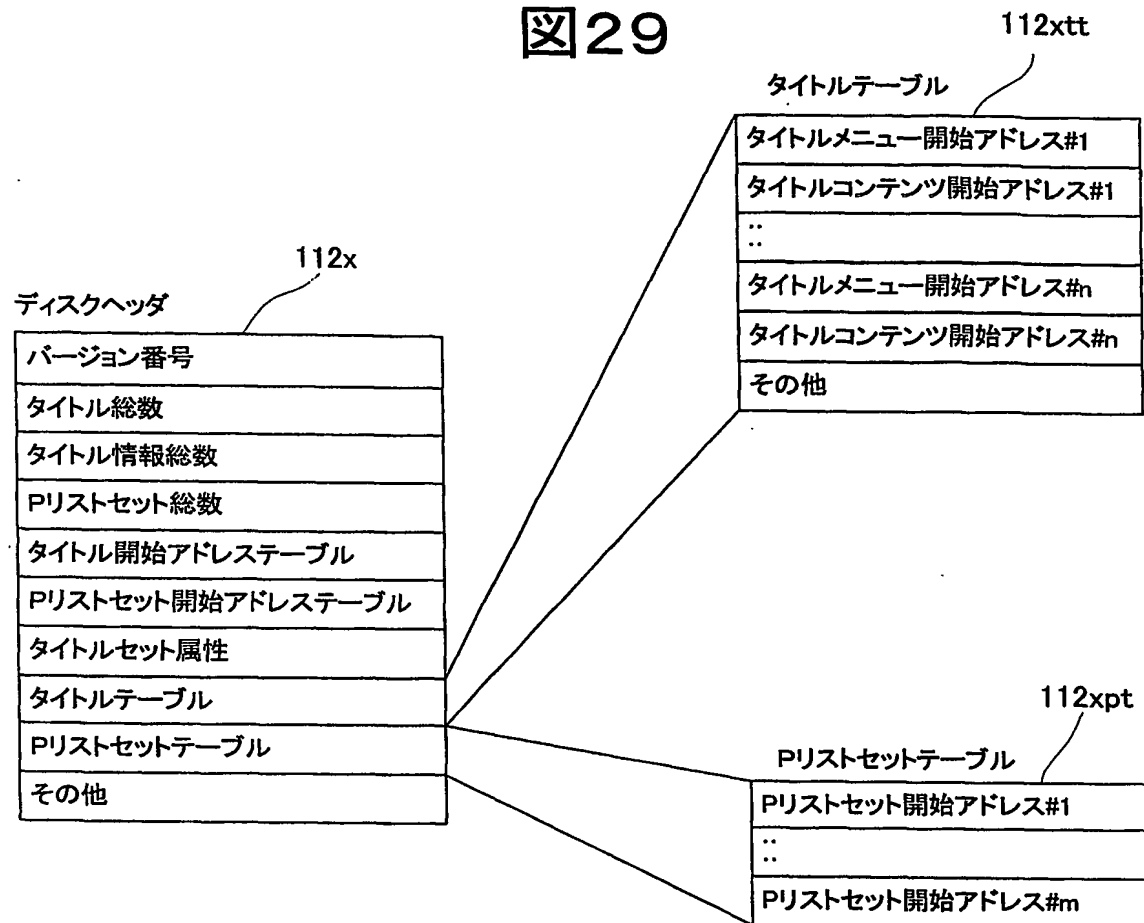 図29
112x
ディスクヘッダ
バージョン番号
タイトル総数
タイトル情報総数
Pリストセット総数
タイトル開始アドレステーブル
Pリストセット開始アドレステーブル
タイトルセット属性
タイトルテーブル
Pリストセットテーブル
その他
112xtt
タイトルテーブル
タイトルメニュー開始アドレス#1
タイトルコンテンツ開始アドレス#1
::
タイトルメニュー開始アドレス#n
タイトルコンテンツ開始アドレス#n
その他
112xpt
Pリストセットテーブル
Pリストセット開始アドレス#1
::
Pリストセット開始アドレス#m